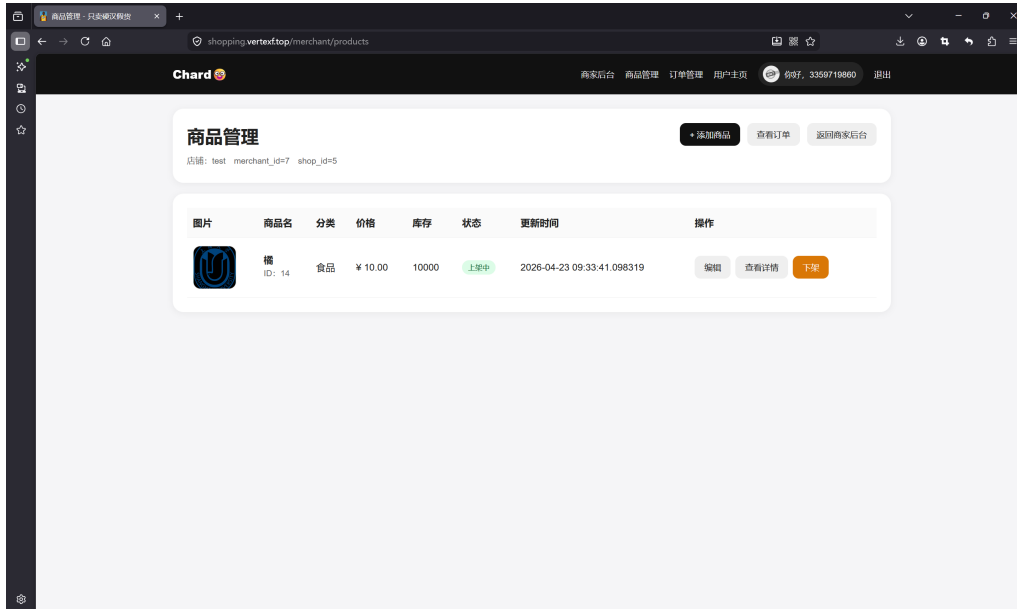 商品管理 - 只卖硬汉假货
shopping.vertexf.top/merchant/products
Chard
商家后台 商品管理 订单管理 用户主页 你好，3359719860 退出
商品管理
+ 添加商品 查看订单 返回商家后台
店铺：test merchant_id=7 shop_id=5
图片 商品名 分类 价格 库存 状态 更新时间 操作
橘
ID：14
食品 ¥ 10.00 10000 上架中 2026-04-23 09:33:41.098319 编辑 查看详情 下架